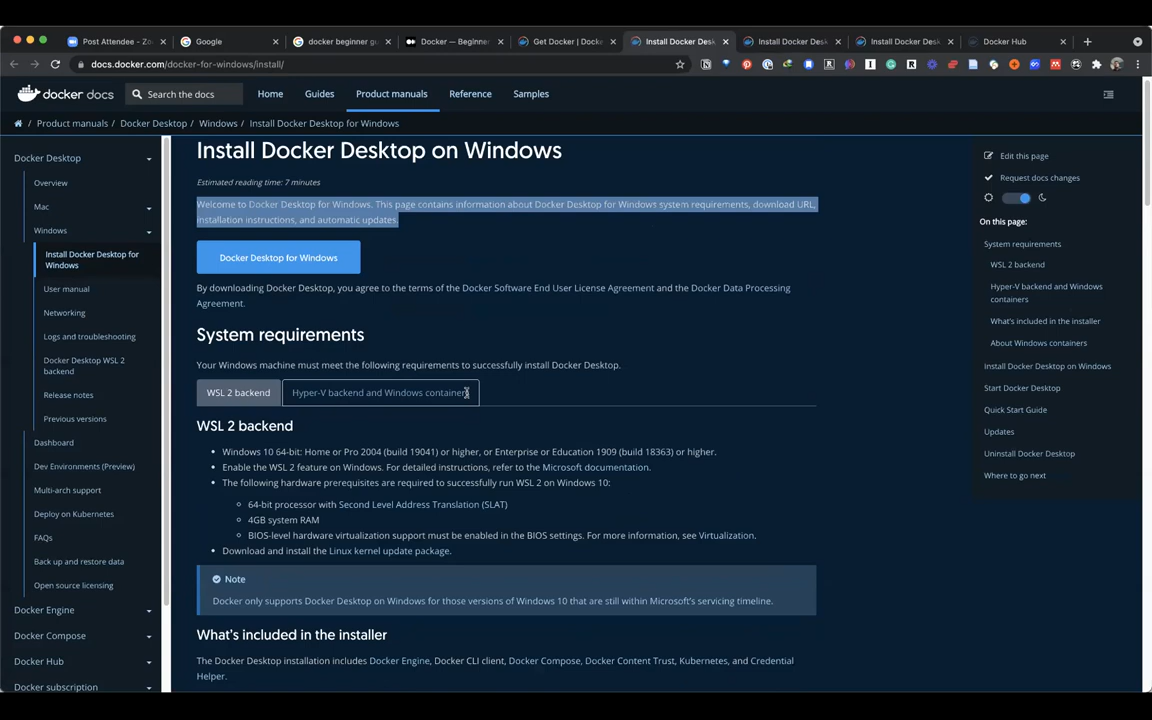 Post Attendee - Zo
Google
docker beginner gu
Docker — Beginner
Get Docker | Docke
Install Docker Desk
Install Docker Desk
Install Docker Desk
Docker Hub
docs.docker.com/docker-for-windows/install/
docker docs
Search the docs
Home
Guides
Product manuals
Reference
Samples
Product manuals / Docker Desktop / Windows / Install Docker Desktop for Windows
Docker Desktop
Overview
Mac
Windows
Install Docker Desktop for
Windows
User manual
Networking
Logs and troubleshooting
Docker Desktop WSL 2
backend
Release notes
Previous versions
Dashboard
Dev Environments (Preview)
Multi-arch support
Deploy on Kubernetes
FAQs
Back up and restore data
Open source licensing
Docker Engine
Docker Compose
Docker Hub
Docker subscription
Install Docker Desktop on Windows
Estimated reading time: 7 minutes
Welcome to Docker Desktop for Windows. This page contains information about Docker Desktop for Windows system requirements, download URL,
installation instructions, and automatic updates.
Docker Desktop for Windows
By downloading Docker Desktop, you agree to the terms of the Docker Software End User License Agreement and the Docker Data Processing
Agreement.
System requirements
Your Windows machine must meet the following requirements to successfully install Docker Desktop.
WSL 2 backend
Hyper-V backend and Windows containers
WSL 2 backend
Windows 10 64-bit: Home or Pro 2004 (build 19041) or higher, or Enterprise or Education 1909 (build 18363) or higher.
Enable the WSL 2 feature on Windows. For detailed instructions, refer to the Microsoft documentation.
The following hardware prerequisites are required to successfully run WSL 2 on Windows 10:
64-bit processor with Second Level Address Translation (SLAT)
4GB system RAM
BIOS-level hardware virtualization support must be enabled in the BIOS settings. For more information, see Virtualization.
Download and install the Linux kernel update package.
Note
Docker only supports Docker Desktop on Windows for those versions of Windows 10 that are still within Microsoft's servicing timeline.
What's included in the installer
The Docker Desktop installation includes Docker Engine, Docker CLI client, Docker Compose, Docker Content Trust, Kubernetes, and Credential
Helper.
Edit this page
Request docs changes
On this page:
System requirements
WSL 2 backend
Hyper-V backend and Windows
containers
What's included in the installer
About Windows containers
Install Docker Desktop on Windows
Start Docker Desktop
Quick Start Guide
Updates
Uninstall Docker Desktop
Where to go next